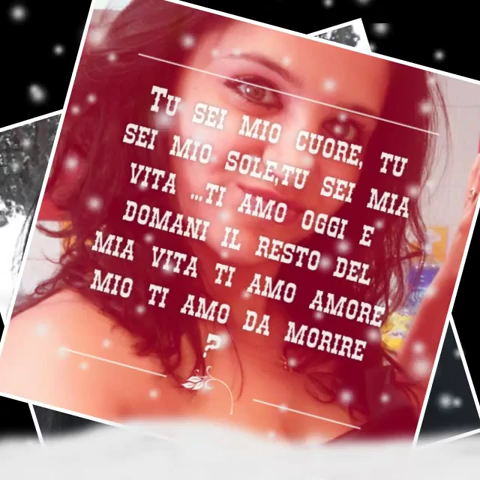 Tu sei mio cuore, tu
sei mio sole,tu sei mia
vita ...ti amo oggi e
domani il resto del
mia vita ti amo amore
mio ti amo da morire
?